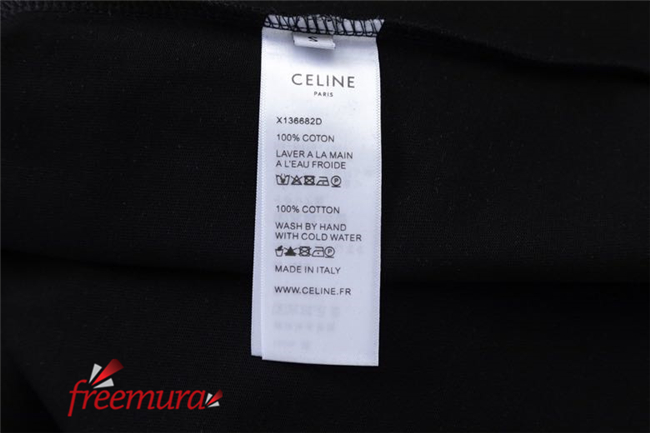 S
CELINE
PARIS
X136682D
100% COTON
LAVER A LA MAIN
A L'EAU FROIDE
100% COTTON
WASH BY HAND
WITH COLD WATER
MADE IN ITALY
WWW.CELINE.FR
freemura